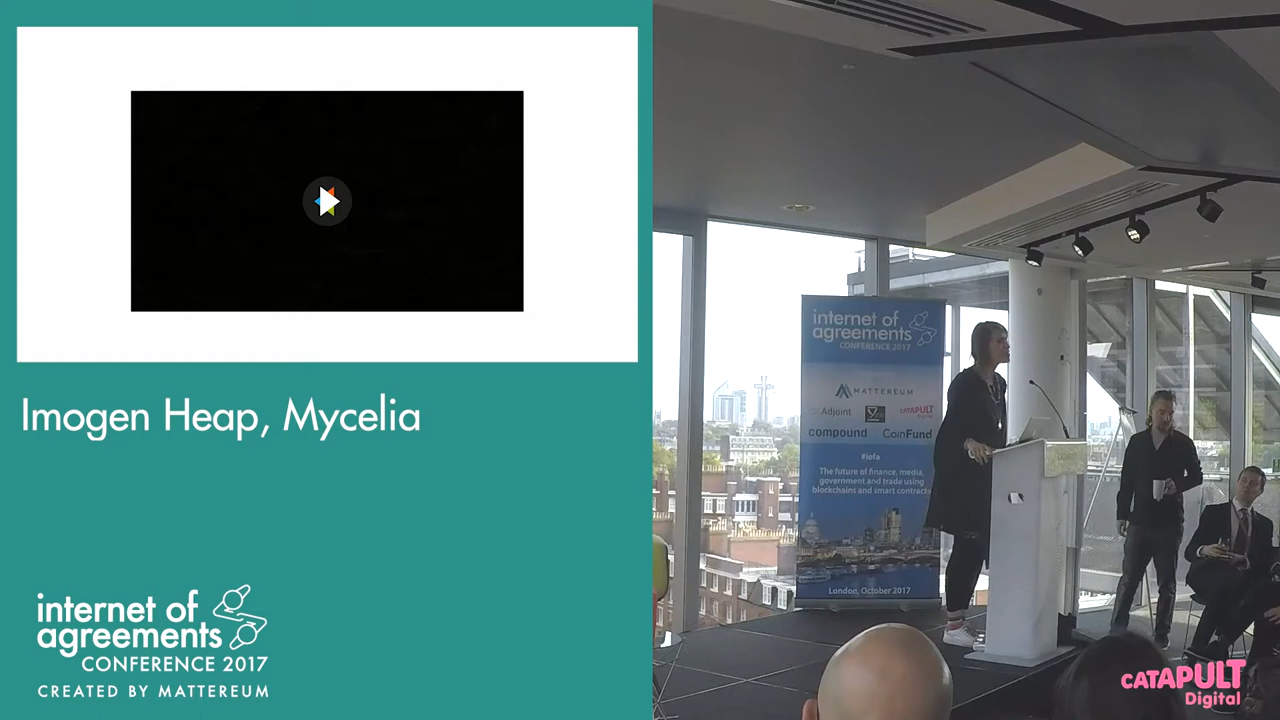 Imogen Heap, Mycelia
internet of
agreements
CONFERENCE 2017
CREATED BY MATTEREUM
internet of
agreements
CONFERENCE 2017
MATTEREUM
Adjoint
CATAPULT
compound
CoinFund
#iofa
The future of finance, media,
government and trade using
blockchains and smart contracts
London, October 2017
CATAPULT
Digital